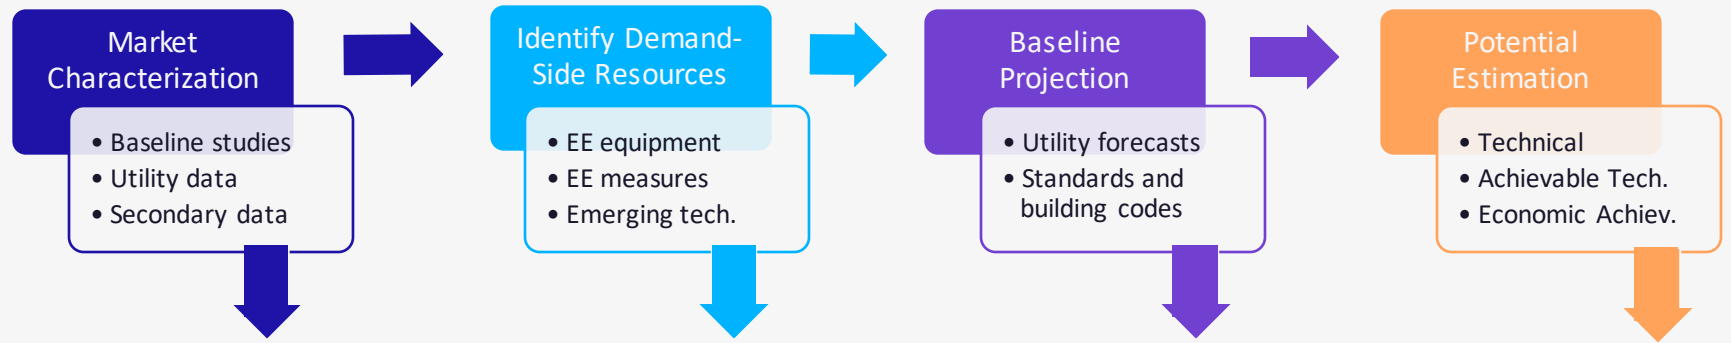 Market
Characterization
• Baseline studies
• Utility data
• Secondary data
Identify Demand-
Side Resources
• EE equipment
• EE measures
• Emerging tech.
Baseline
Projection
• Utility forecasts
• Standards and
building codes
Potential
Estimation
• Technical
• Achievable Tech.
• Economic Achiev.